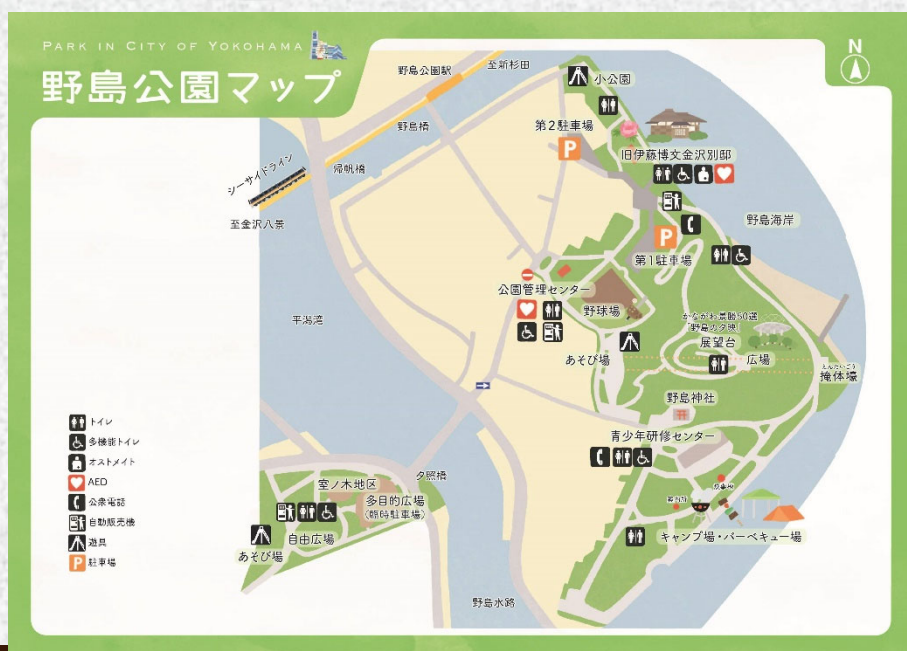 PARK IN CITY OF YOKOHAMA
野島公園マップ
N
野島公園駅
至新杉田
小公園
野島橋
第2駐車場
P
帰帆橋
旧伊藤博文金沢別邸
シーサイドライン
至金沢八景
野島海岸
P
第1駐車場
公園管理センター
野球場
平潟湾
かながわ景勝50選
「野島の夕映」
展望台
あそび場
広場
えんたいごう
掩体壕
野島神社
青少年研修センター
トイレ
多機能トイレ
オストメイト
AED
公衆電話
自動販売機
遊具
P 駐車場
夕照橋
室ノ木地区
多目的広場
(臨時駐車場)
自由広場
あそび場
キャンプ場・バーベキュー場
野島水路